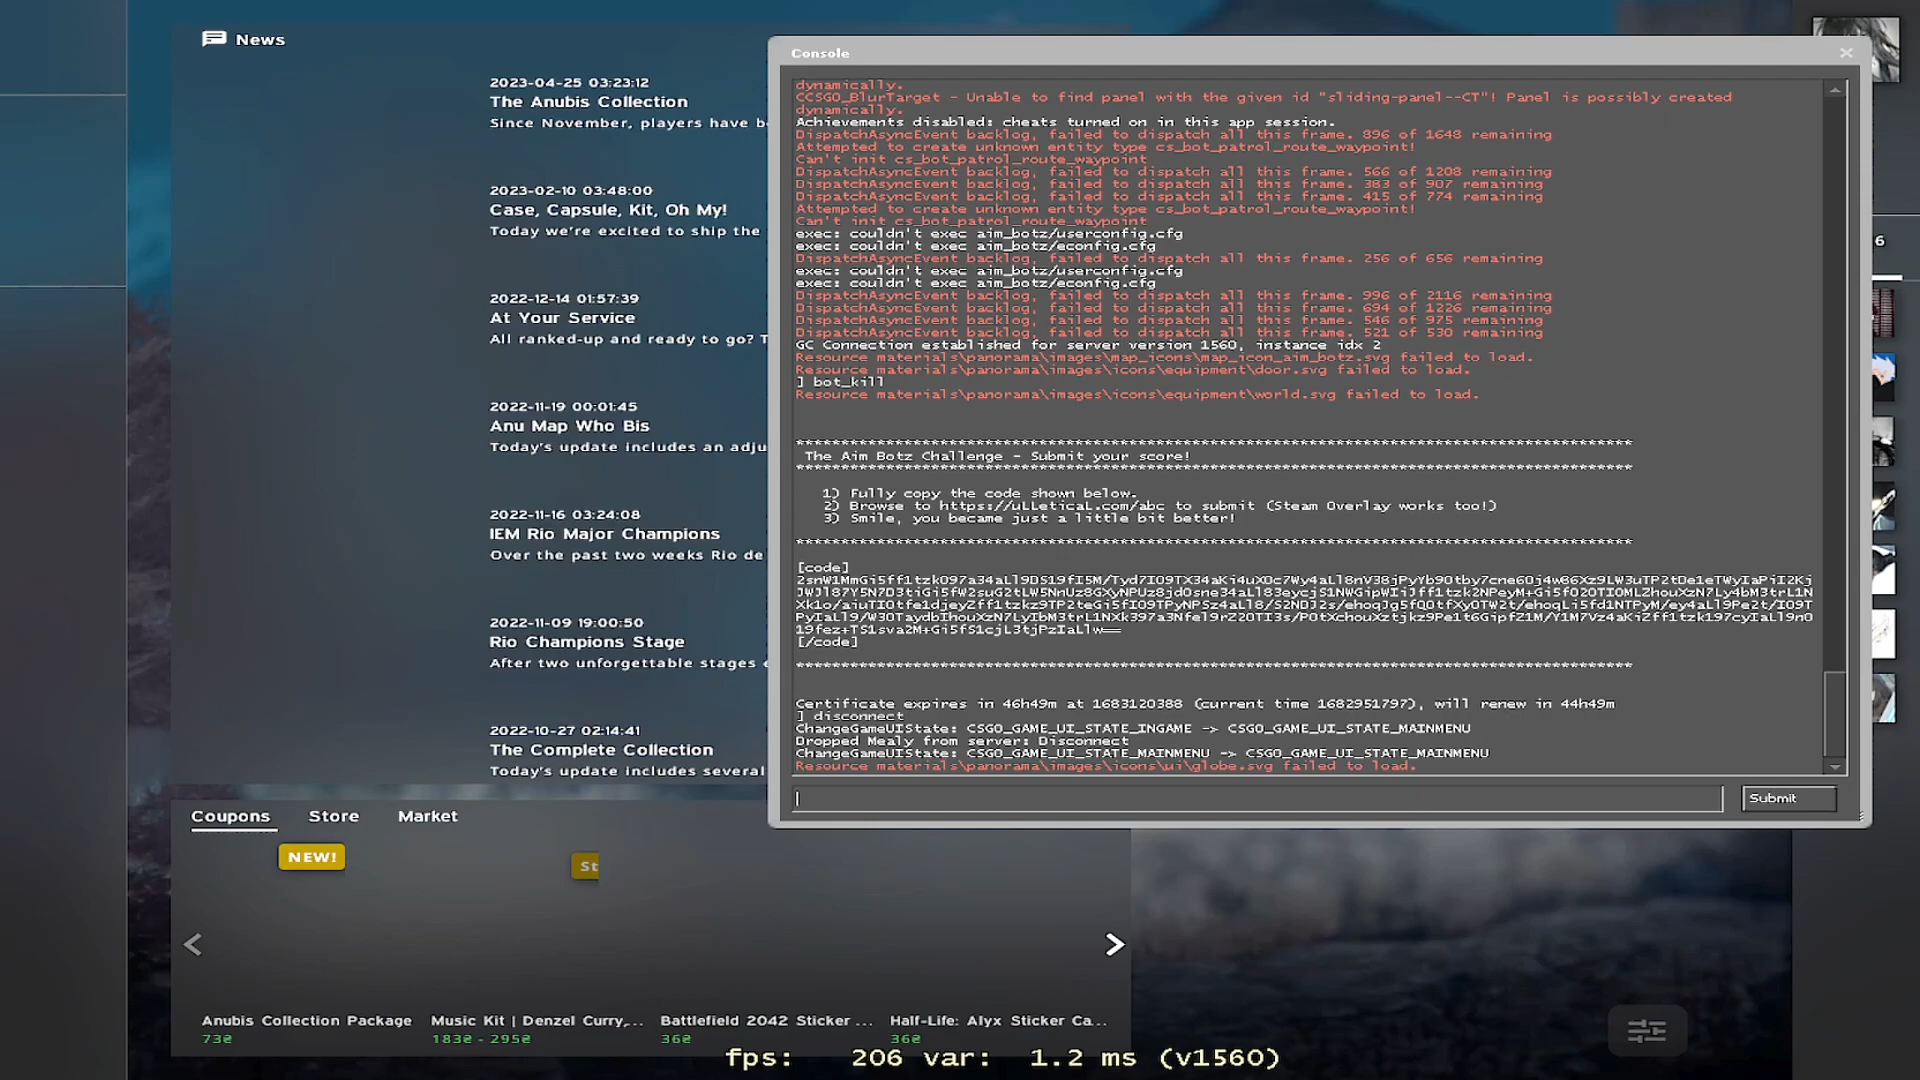 News
2023-04-25 03:23:12
The Anubis Collection
Since November, players have b
2023-02-10 03:48:00
Case, Capsule, Kit, Oh My!
Today we're excited to ship the
2022-12-14 01:57:39
At Your Service
All ranked-up and ready to go? T
2022-11-19 00:01:45
Anu Map Who Bis
Today's update includes an adju
2022-11-16 03:24:08
IEM Rio Major Champions
Over the past two weeks Rio de
2022-11-09 19:00:50
Rio Champions Stage
After two unforgettable stages
2022-10-27 02:14:41
The Complete Collection
Today's update includes several
Console
dynamically.
CCSGO_BlurTarget - Unable to find panel with the given id "sliding-panel--CT"! Panel is possibly created
dynamically.
Achievements disabled: cheats turned on in this app session.
DispatchAsyncEvent backlog, failed to dispatch all this frame. 896 of 1648 remaining
Attempted to create unknown entity type cs_bot_patrol_route_waypoint!
Can't init cs_bot_patrol_route_waypoint
DispatchAsyncEvent backlog, failed to dispatch all this frame. 566 of 1208 remaining
DispatchAsyncEvent backlog, failed to dispatch all this frame. 383 of 907 remaining
DispatchAsyncEvent backlog, failed to dispatch all this frame. 415 of 774 remaining
Attempted to create unknown entity type cs_bot_patrol_route_waypoint!
Can't init cs_bot_patrol_route_waypoint
exec: couldn't exec aim_botz/userconfig.cfg
exec: couldn't exec aim_botz/econfig.cfg
DispatchAsyncEvent backlog, failed to dispatch all this frame. 256 of 656 remaining
exec: couldn't exec aim_botz/userconfig.cfg
exec: couldn't exec aim_botz/econfig.cfg
DispatchAsyncEvent backlog, failed to dispatch all this frame. 996 of 2116 remaining
DispatchAsyncEvent backlog, failed to dispatch all this frame. 694 of 1226 remaining
DispatchAsyncEvent backlog, failed to dispatch all this frame. 546 of 975 remaining
DispatchAsyncEvent backlog, failed to dispatch all this frame. 521 of 530 remaining
GC Connection established for server version 1560, instance idx 2
Resource materials\panorama\images\map_icons\map_icon_aim_botz.svg failed to load.
Resource materials\panorama\images\icons\equipment\door.svg failed to load.
] bot_kill
Resource materials\panorama\images\icons\equipment\world.svg failed to load.
The Aim Botz Challenge - Submit your score!
1) Fully copy the code shown below.
2) Browse to https://uLLeticaL.com/abc to submit (Steam Overlay works too!)
3) Smile, you became just a little bit better!
[code]
[/code]
Certificate expires in 46h49m at 1683120388 (current time 1682951797), will renew in 44h49m
] disconnect
ChangeGameUIState: CSGO_GAME_UI_STATE_INGAME -> CSGO_GAME_UI_STATE_MAINMENU
Dropped Mealy from server: Disconnect
ChangeGameUIState: CSGO_GAME_UI_STATE_MAINMENU -> CSGO_GAME_UI_STATE_MAINMENU
Resource materials\panorama\images\icons\ui\globe.svg failed to load.
Submit
6
Coupons Store Market
NEW!
St
Anubis Collection Package
73₴
Music Kit | Denzel Curry,...
183₴ - 295₴
Battlefield 2042 Sticker ...
36₴
Half-Life: Alyx Sticker Ca...
36₴
fps: 206 var: 1.2 ms (v1560)